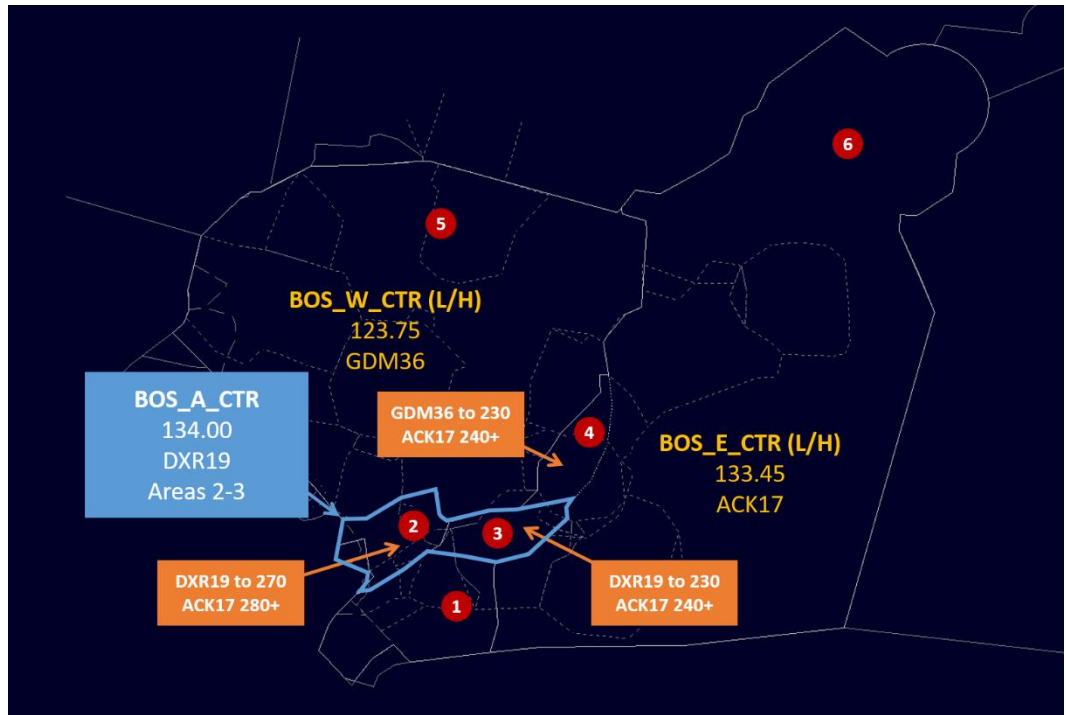 6
5
BOS_W_CTR (L/H)
123.75
GDM36
BOS_A_CTR
134.00
DXR19
Areas 2-3
GDM36 to 230
ACK17 240+
4
BOS_E_CTR (L/H)
133.45
ACK17
2
3
DXR19 to 270
ACK17 280+
DXR19 to 230
ACK17 240+
1